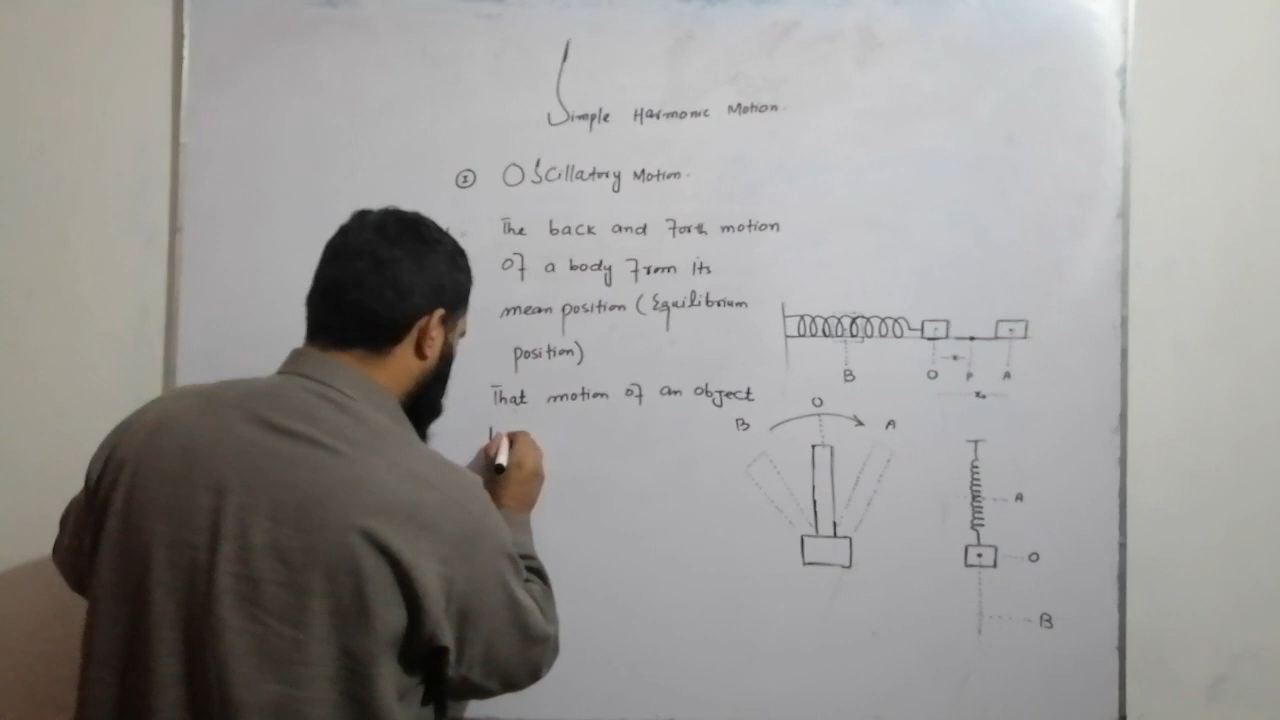 Simple Harmonic Motion.
I Oscillatory Motion.
The back and forth motion
of a body from its
mean position (Equilibrium
position)
That motion of an object
B O P A
x₀
O
B A
A
O
B